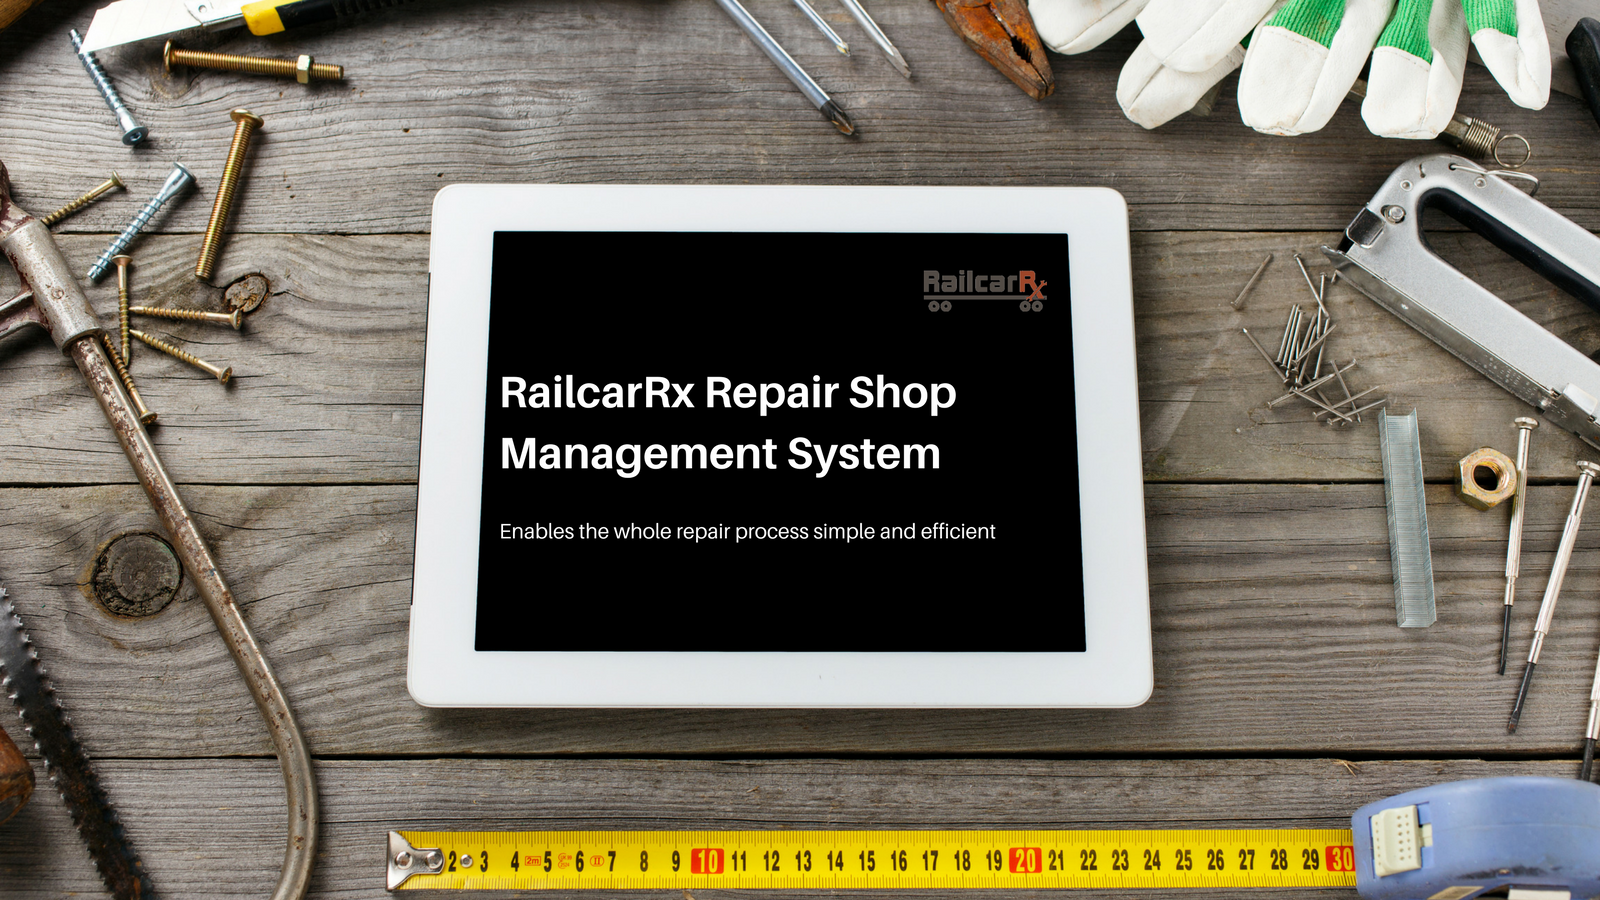 RailcarRx
RailcarRx Repair Shop
Management System
Enables the whole repair process simple and efficient
2 3 4 2m 5 6 II 7 8 9 10 11 12 13 14 15 16 17 18 19 20 21 22 23 24 25 26 27 28 29 30